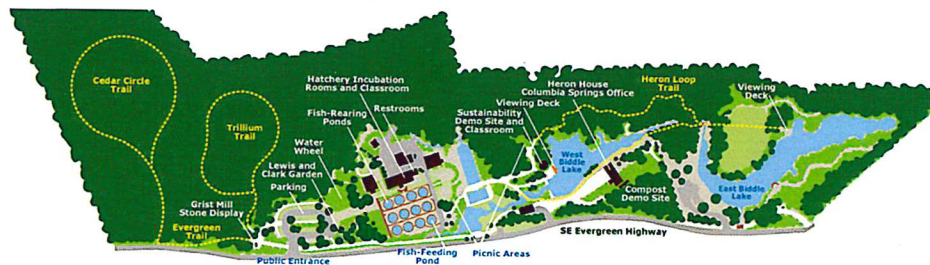 Cedar Circle
Trail
Trillium
Trail
Evergreen
Trail
Grist Mill
Stone Display
Parking
Lewis and
Clark Garden
Water
Wheel
Fish-Rearing
Ponds
Hatchery Incubation
Rooms and Classroom
Restrooms
Public Entrance
Fish-Feeding
Pond
Picnic Areas
Sustainability
Demo Site and
Classroom
Viewing Deck
Heron House
Columbia Springs Office
West
Biddle
Lake
Heron Loop
Trail
Compost
Demo Site
SE Evergreen Highway
East Biddle
Lake
Viewing
Deck